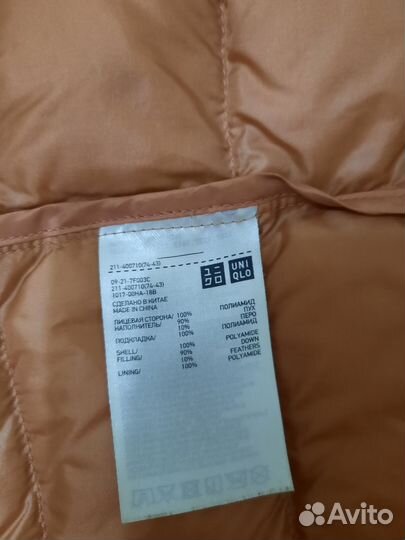 211-400710(74-43)
UNI
QLO
09-21-7F003C
211-400710(74-43)
1017-00HA-18B
СДЕЛАНО В КИТАЕ
MADE IN CHINA
ЛИЦЕВАЯ СТОРОНА/ 100% ПОЛИАМИД
НАПОЛНИТЕЛЬ/ 90% ПУХ
10% ПЕРО
ПОДКЛАДКА/ 100% ПОЛИАМИД
SHELL/ 100% POLYAMIDE
FILLING/ 90% DOWN
10% FEATHERS
LINING/ 100% POLYAMIDE
Avito